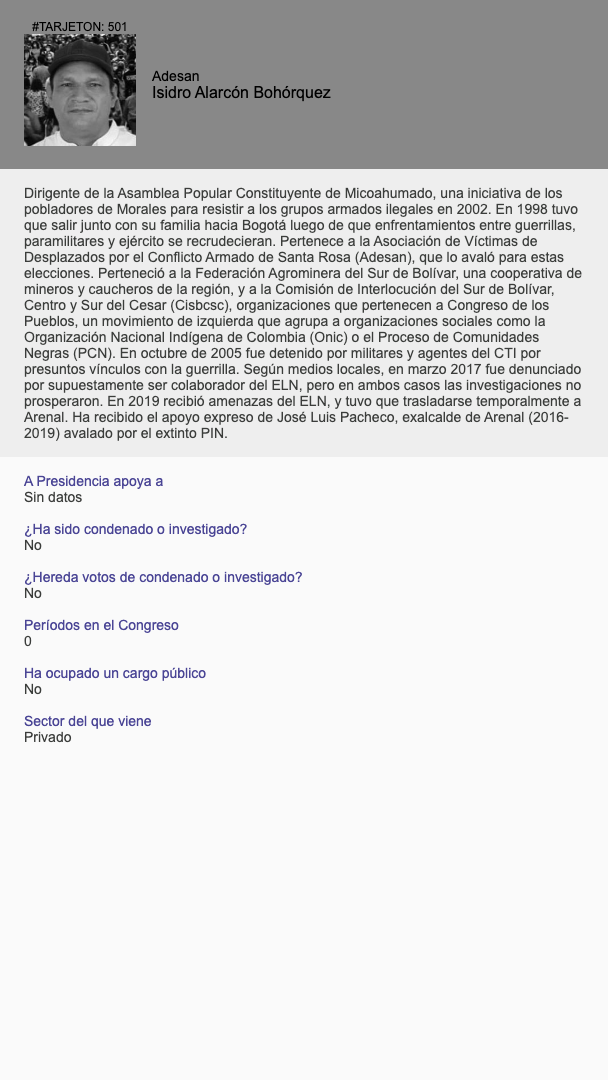 #TARJETON: 501
Adesan
Isidro Alarcón Bohórquez
Dirigente de la Asamblea Popular Constituyente de Micoahumado, una iniciativa de los
pobladores de Morales para resistir a los grupos armados ilegales en 2002. En 1998 tuvo
que salir junto con su familia hacia Bogotá luego de que enfrentamientos entre guerrillas,
paramilitares y ejército se recrudecieran. Pertenece a la Asociación de Víctimas de
Desplazados por el Conflicto Armado de Santa Rosa (Adesan), que lo avaló para estas
elecciones. Perteneció a la Federación Agrominera del Sur de Bolívar, una cooperativa de
mineros y caucheros de la región, y a la Comisión de Interlocución del Sur de Bolívar,
Centro y Sur del Cesar (Cisbcsc), organizaciones que pertenecen a Congreso de los
Pueblos, un movimiento de izquierda que agrupa a organizaciones sociales como la
Organización Nacional Indígena de Colombia (Onic) o el Proceso de Comunidades
Negras (PCN). En octubre de 2005 fue detenido por militares y agentes del CTI por
presuntos vínculos con la guerrilla. Según medios locales, en marzo 2017 fue denunciado
por supuestamente ser colaborador del ELN, pero en ambos casos las investigaciones no
prosperaron. En 2019 recibió amenazas del ELN, y tuvo que trasladarse temporalmente a
Arenal. Ha recibido el apoyo expreso de José Luis Pacheco, exalcalde de Arenal (2016-
2019) avalado por el extinto PIN.
A Presidencia apoya a
Sin datos
¿Ha sido condenado o investigado?
No
¿Hereda votos de condenado o investigado?
No
Períodos en el Congreso
0
Ha ocupado un cargo público
No
Sector del que viene
Privado